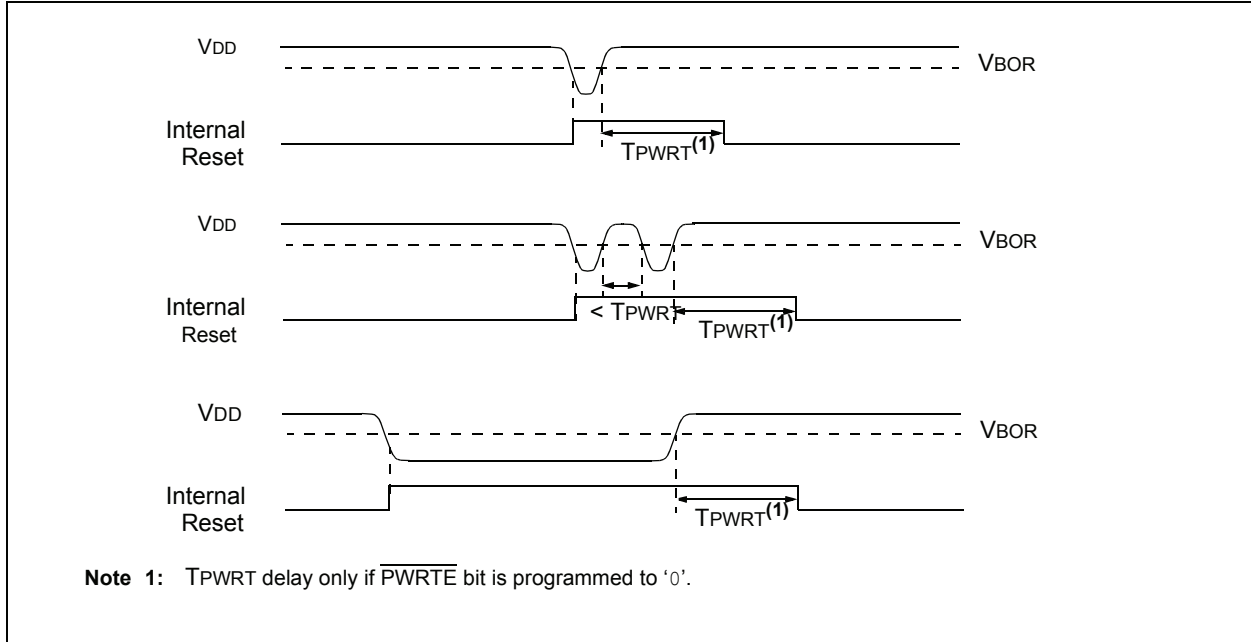 VDD
VBOR
Internal
Reset
TPWRT(1)
VDD
VBOR
Internal
Reset
< TPWRT
TPWRT(1)
VDD
VBOR
Internal
Reset
TPWRT(1)
Note 1: TPWRT delay only if PWRTE bit is programmed to ‘0’.